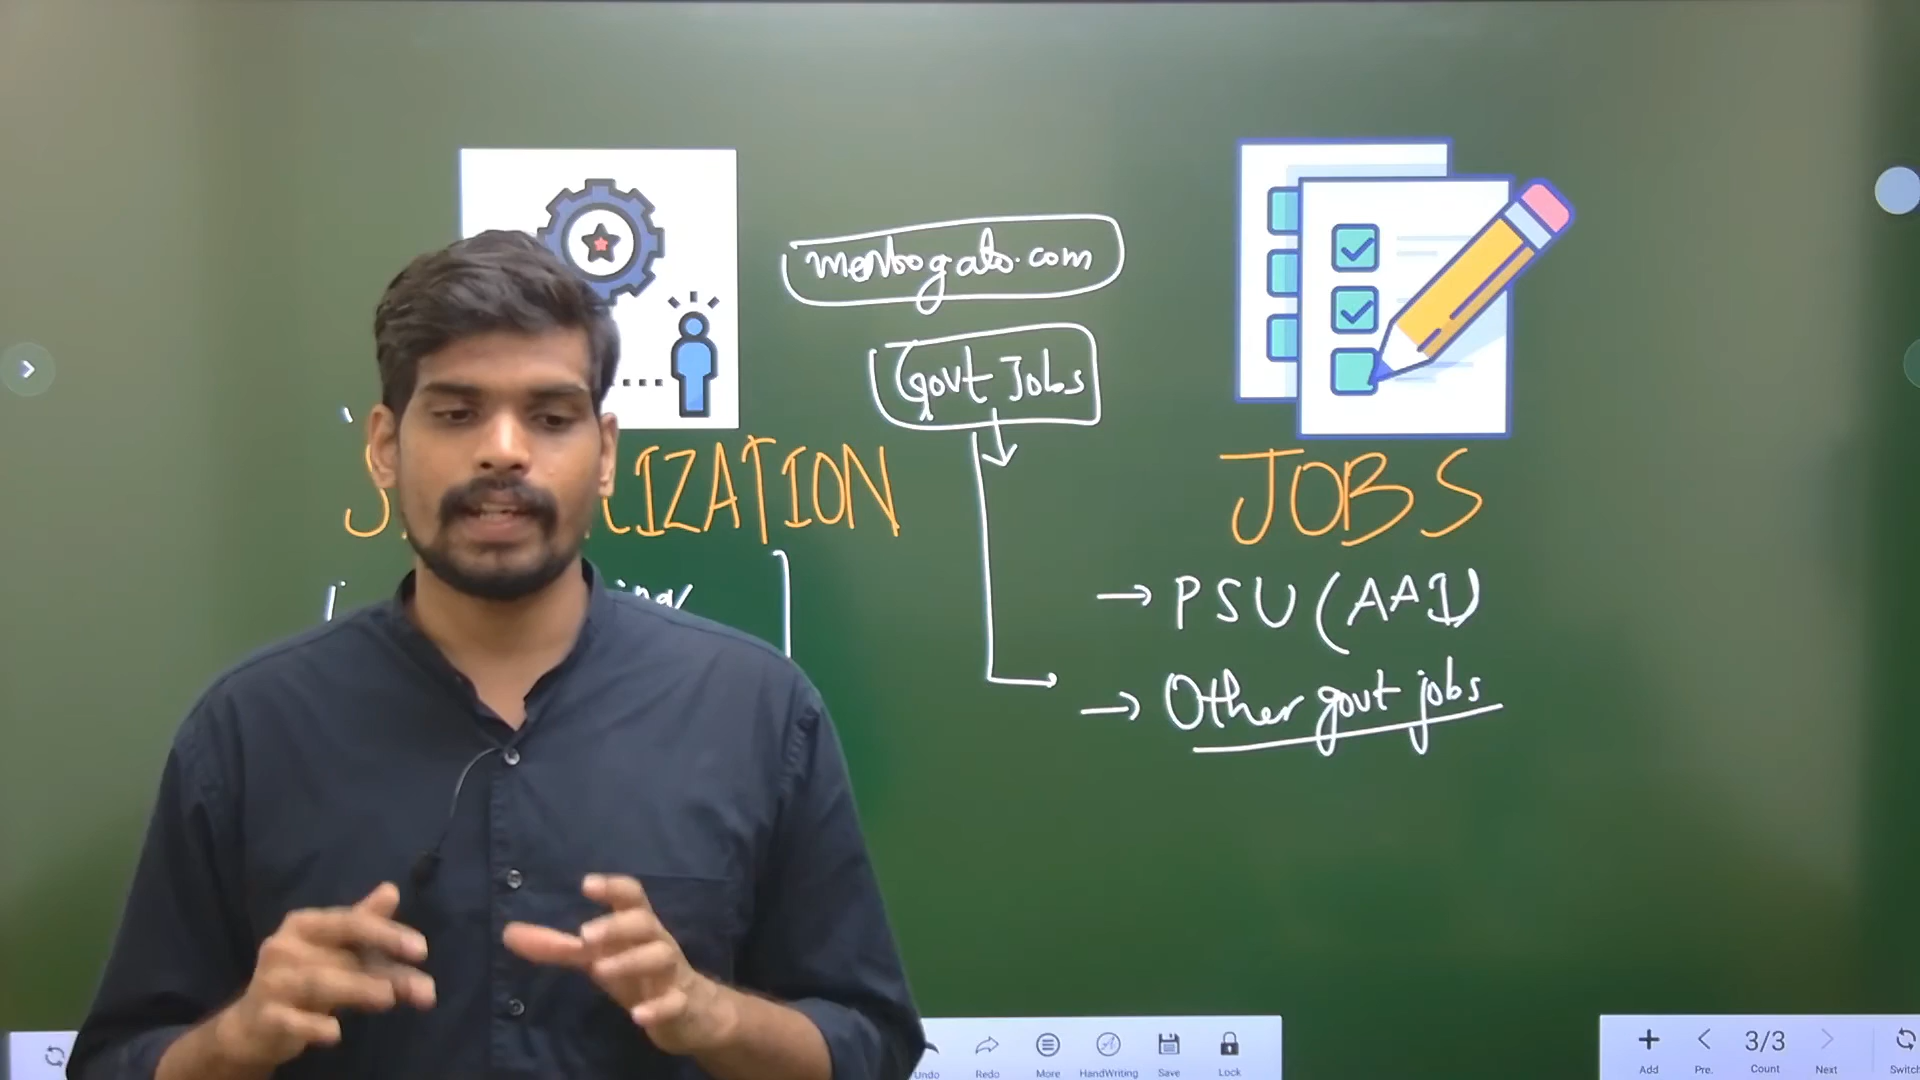 mentogato.com
Govt Jobs
IZATION
JOBS
→ PSU (AAI)
→ Other govt jobs
Undo
Redo
More
HandWriting
Save
Lock
Add
Pre.
3/3
Count
Next
Switch